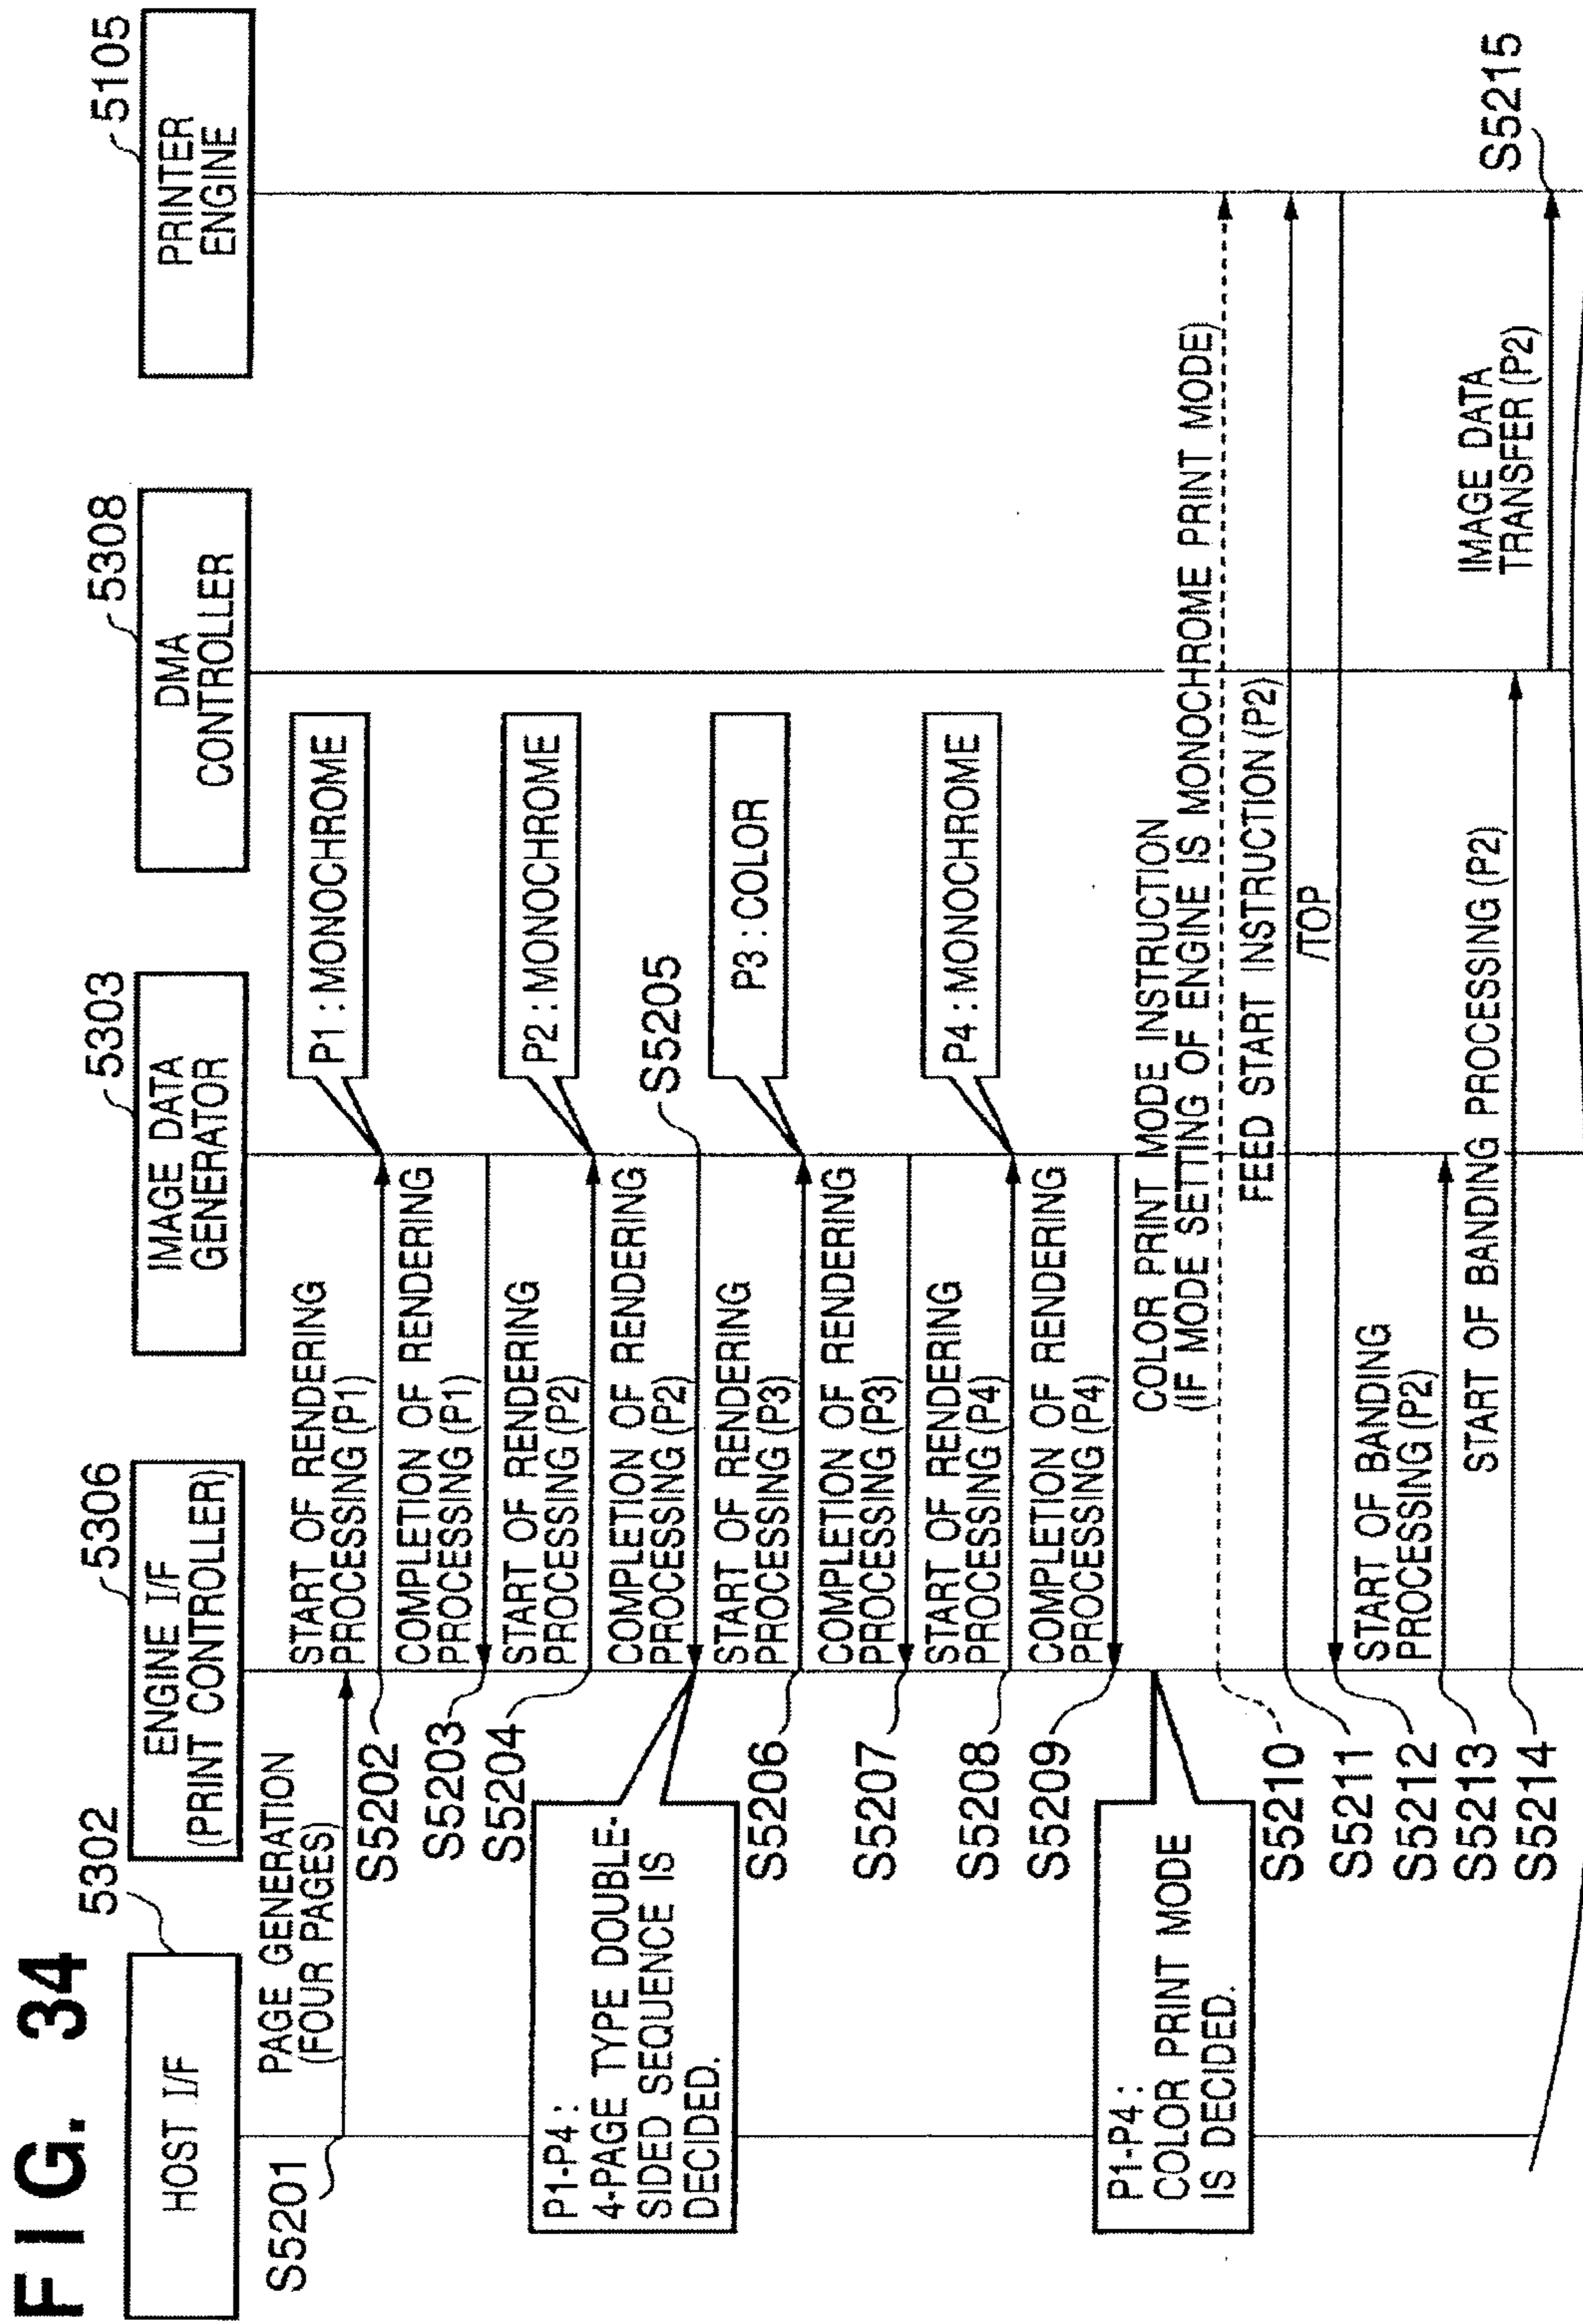 FIG. 34
HOST I/F
5302
ENGINE I/F
(PRINT CONTROLLER)
5306
IMAGE DATA
GENERATOR
5303
DMA
CONTROLLER
5308
PRINTER
ENGINE
5105
S5201
PAGE GENERATION
(FOUR PAGES)
START OF RENDERING
PROCESSING (P1)
S5202
P1 : MONOCHROME
COMPLETION OF RENDERING
PROCESSING (P1)
S5203
START OF RENDERING
PROCESSING (P2)
S5204
P2 : MONOCHROME
COMPLETION OF RENDERING
PROCESSING (P2)
S5205
P1-P4 :
4-PAGE TYPE DOUBLE-
SIDED SEQUENCE IS
DECIDED.
START OF RENDERING
PROCESSING (P3)
S5206
P3 : COLOR
COMPLETION OF RENDERING
PROCESSING (P3)
S5207
START OF RENDERING
PROCESSING (P4)
S5208
P4 : MONOCHROME
COMPLETION OF RENDERING
PROCESSING (P4)
S5209
P1-P4 :
COLOR PRINT MODE
IS DECIDED.
COLOR PRINT MODE INSTRUCTION
(IF MODE SETTING OF ENGINE IS MONOCHROME PRINT MODE)
S5210
FEED START INSTRUCTION (P2)
S5211
/TOP
S5212
START OF BANDING
PROCESSING (P2)
S5213
START OF BANDING PROCESSING (P2)
S5214
IMAGE DATA
TRANSFER (P2)
S5215